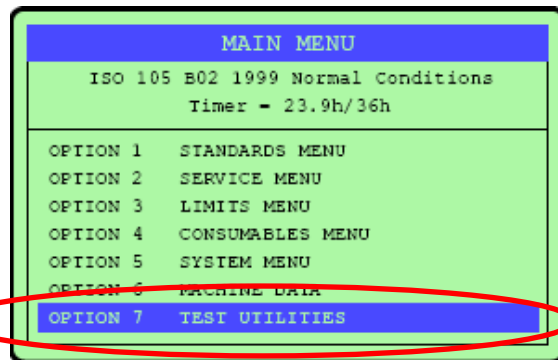 MAIN MENU
ISO 105 B02 1999 Normal Conditions
Timer = 23.9h/36h
OPTION 1 STANDARDS MENU
OPTION 2 SERVICE MENU
OPTION 3 LIMITS MENU
OPTION 4 CONSUMABLES MENU
OPTION 5 SYSTEM MENU
OPTION 6 MACHINE DATA
OPTION 7 TEST UTILITIES